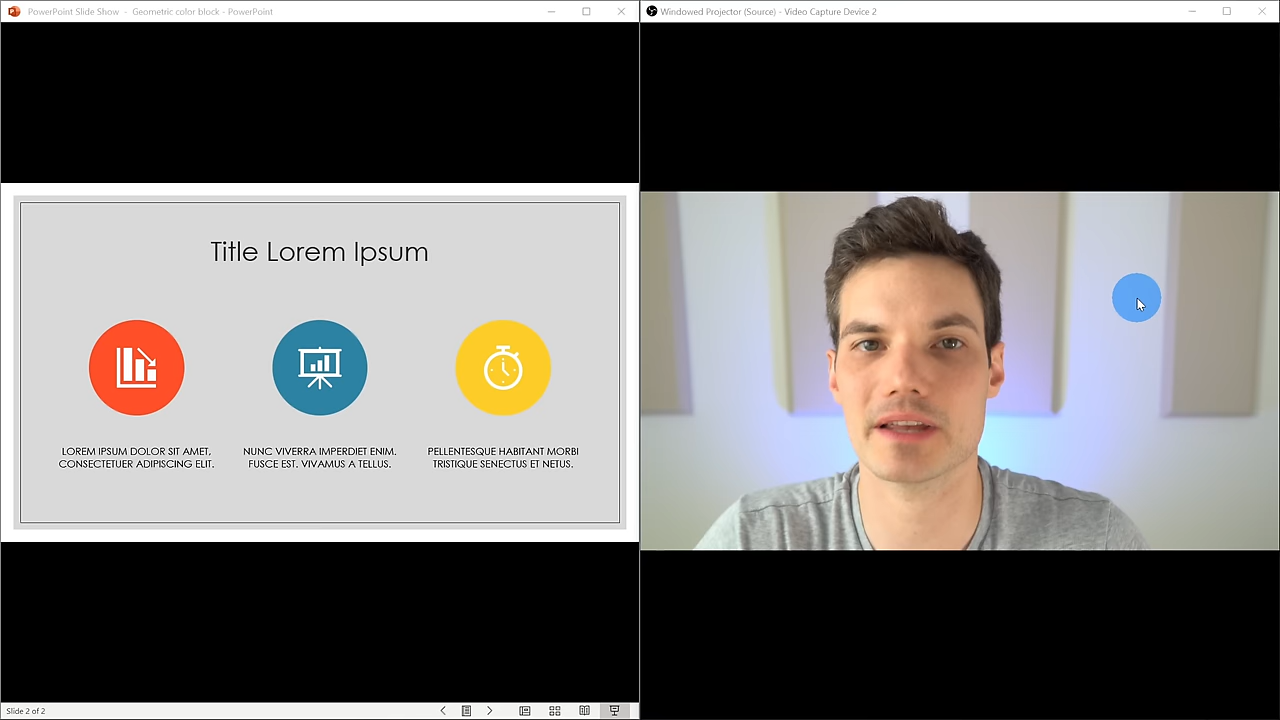 PowerPoint Slide Show - Geometric color block - PowerPoint
Windowed Projector (Source) - Video Capture Device 2
Title Lorem Ipsum
LOREM IPSUM DOLOR SIT AMET,
CONSECTETUER ADIPISCING ELIT.
NUNC VIVERRA IMPERDIET ENIM.
FUSCE EST. VIVAMUS A TELLUS.
PELLENTESQUE HABITANT MORBI
TRISTIQUE SENECTUS ET NETUS.
Slide 2 of 2